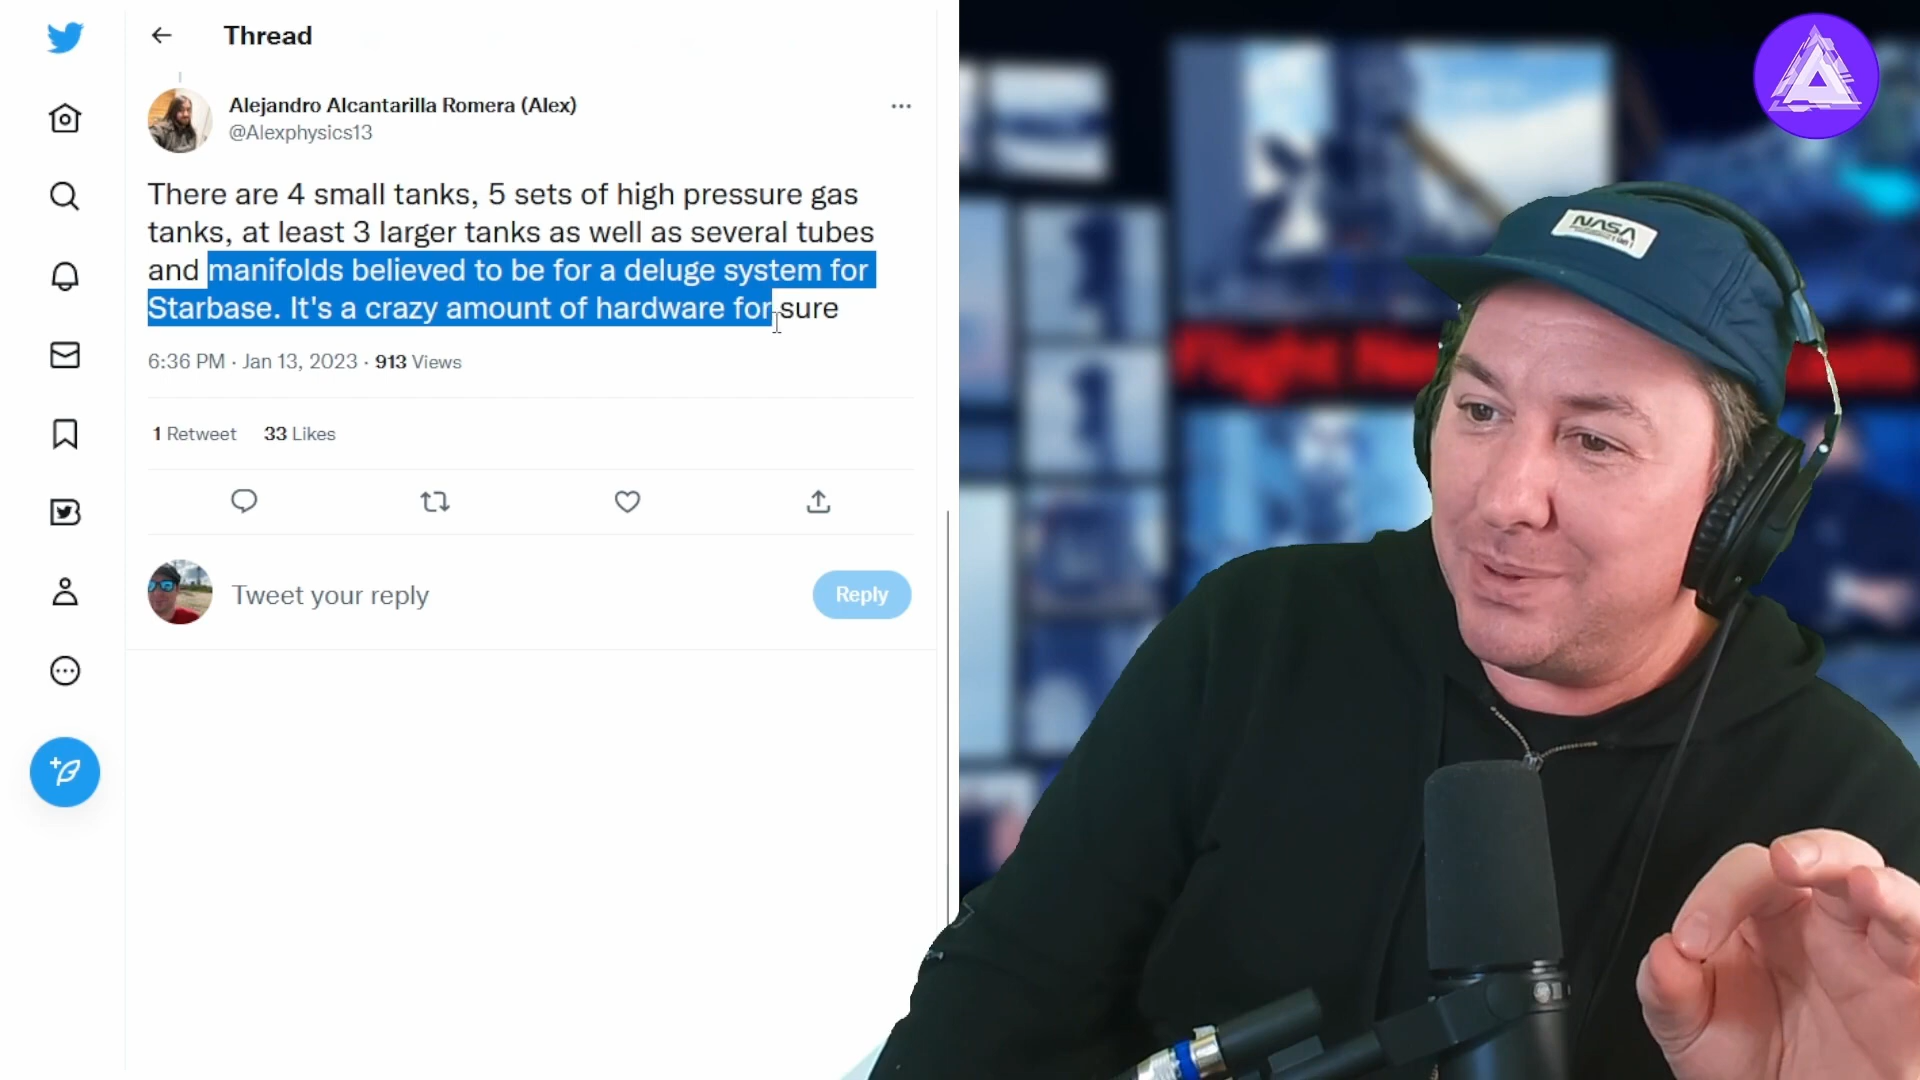 Thread
Alejandro Alcantarilla Romera (Alex)
@Alexphysics13
There are 4 small tanks, 5 sets of high pressure gas
tanks, at least 3 larger tanks as well as several tubes
and manifolds believed to be for a deluge system for
Starbase. It's a crazy amount of hardware for sure
6:36 PM · Jan 13, 2023 · 913 Views
1 Retweet 33 Likes
Tweet your reply
Reply
NASA